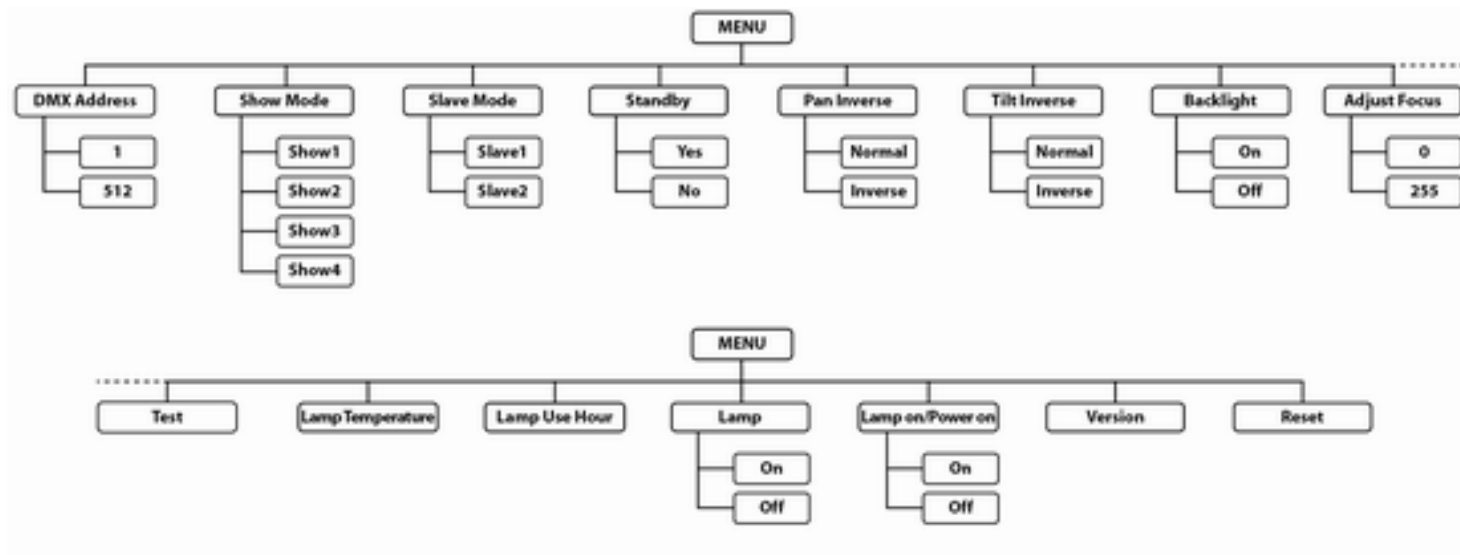 MENU
DMX Address Show Mode Slave Mode Standby Pan Inverse Tilt Inverse Backlight Adjust Focus
1 Show1 Slave1 Yes Normal Normal On 0
512 Show2 Slave2 No Inverse Inverse Off 255
Show3
Show4
MENU
Test Lamp Temperature Lamp Use Hour Lamp Lamp on/Power on Version Reset
On On
Off Off